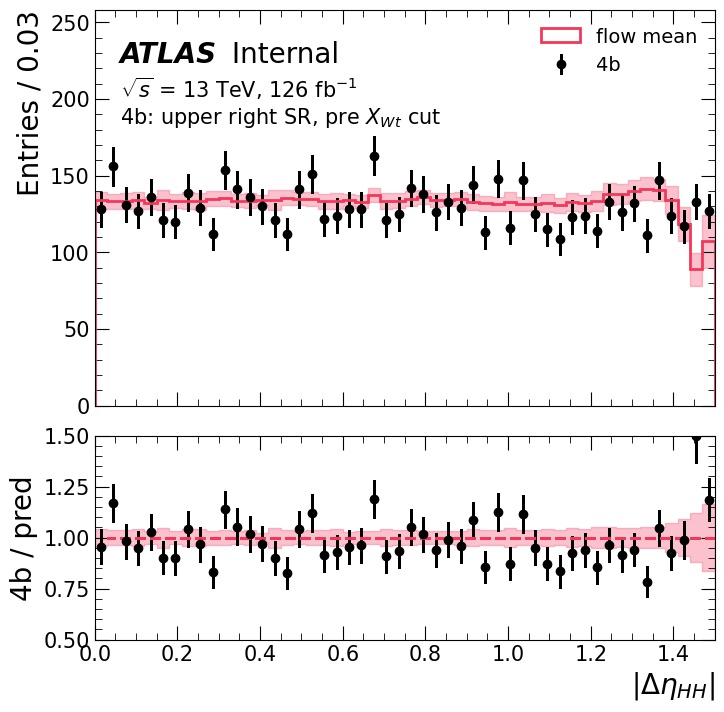 ATLAS Internal
√s = 13 TeV, 126 fb⁻¹
4b: upper right SR, pre X_Wt cut
flow mean
4b
Entries / 0.03
250
200
150
100
50
0
4b / pred
1.50
1.25
1.00
0.75
0.50
0.0 0.2 0.4 0.6 0.8 1.0 1.2 1.4
|Δη_HH|